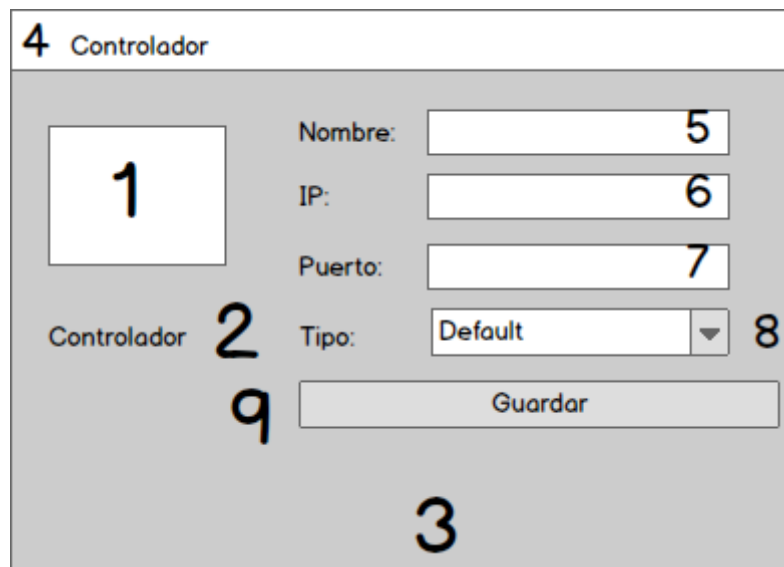 4 Controlador
Nombre: 5
1
IP: 6
Puerto: 7
Controlador 2 Tipo: Default 8
9 Guardar
3